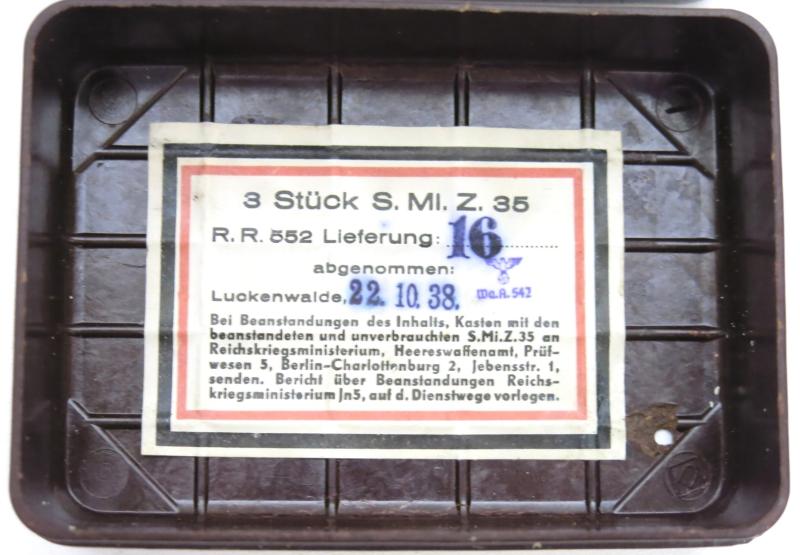 3 Stück S. Mi. Z. 35
R. R. 552 Lieferung: 16
abgenommen:
Luckenwalde, 22. 10. 38. Wa.A. 542
Bei Beanstandungen des Inhalts, Kasten mit den
beanstandeten und unverbrauchten S.Mi.Z.35 an
Reichskriegsministerium, Heereswaffenamt, Prüf-
wesen 5, Berlin-Charlottenburg 2, Jebensstr. 1,
senden. Bericht über Beanstandungen Reichs-
kriegsministerium Jn5, auf d. Dienstwege vorlegen.